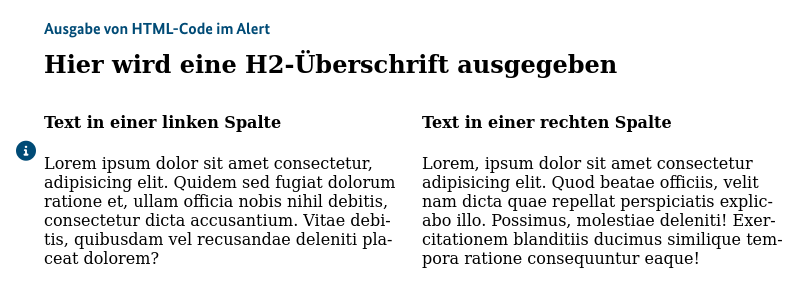 Ausgabe von HTML-Code im Alert
Hier wird eine H2-Überschrift ausgegeben
Text in einer linken Spalte
Lorem ipsum dolor sit amet consectetur,
adipisicing elit. Quidem sed fugiat dolorum
ratione et, ullam officia nobis nihil debitis,
consectetur dicta accusantium. Vitae debi-
tis, quibusdam vel recusandae deleniti pla-
ceat dolorem?
Text in einer rechten Spalte
Lorem, ipsum dolor sit amet consectetur
adipisicing elit. Quod beatae officiis, velit
nam dicta quae repellat perspiciatis explic-
abo illo. Possimus, molestiae deleniti! Exer-
citationem blanditiis ducimus similique tem-
pora ratione consequuntur eaque!